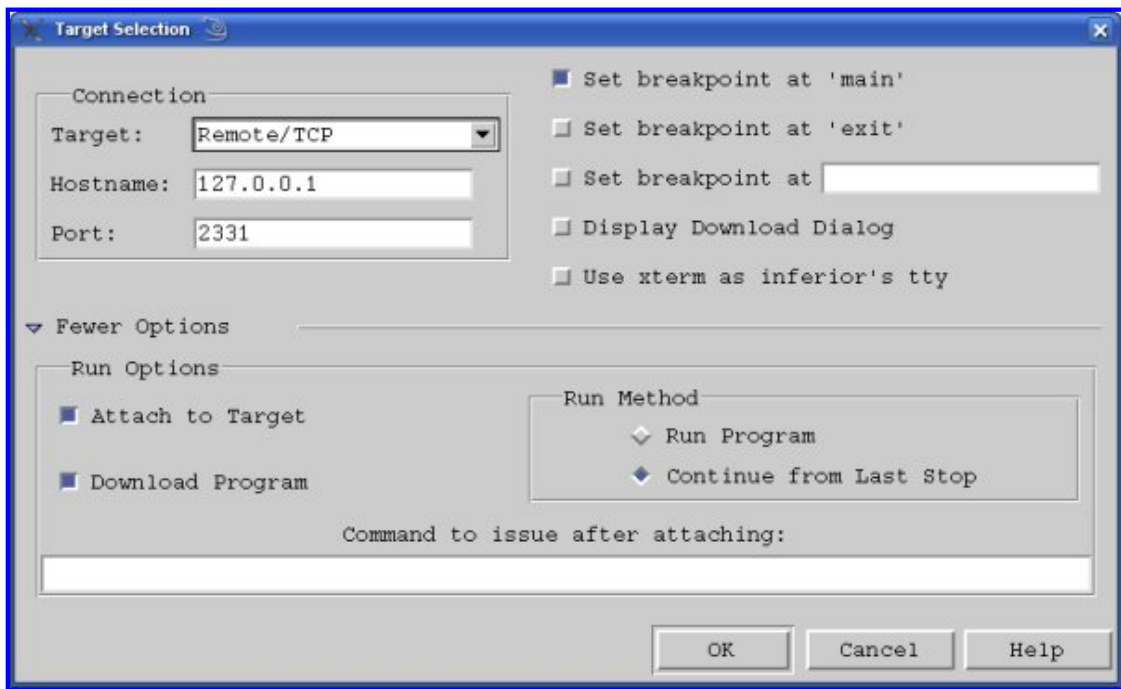 Target Selection
Connection
Target: Remote/TCP
Hostname: 127.0.0.1
Port: 2331
Set breakpoint at 'main'
Set breakpoint at 'exit'
Set breakpoint at
Display Download Dialog
Use xterm as inferior's tty
Fewer Options
Run Options
Attach to Target
Download Program
Run Method
Run Program
Continue from Last Stop
Command to issue after attaching:
OK Cancel Help